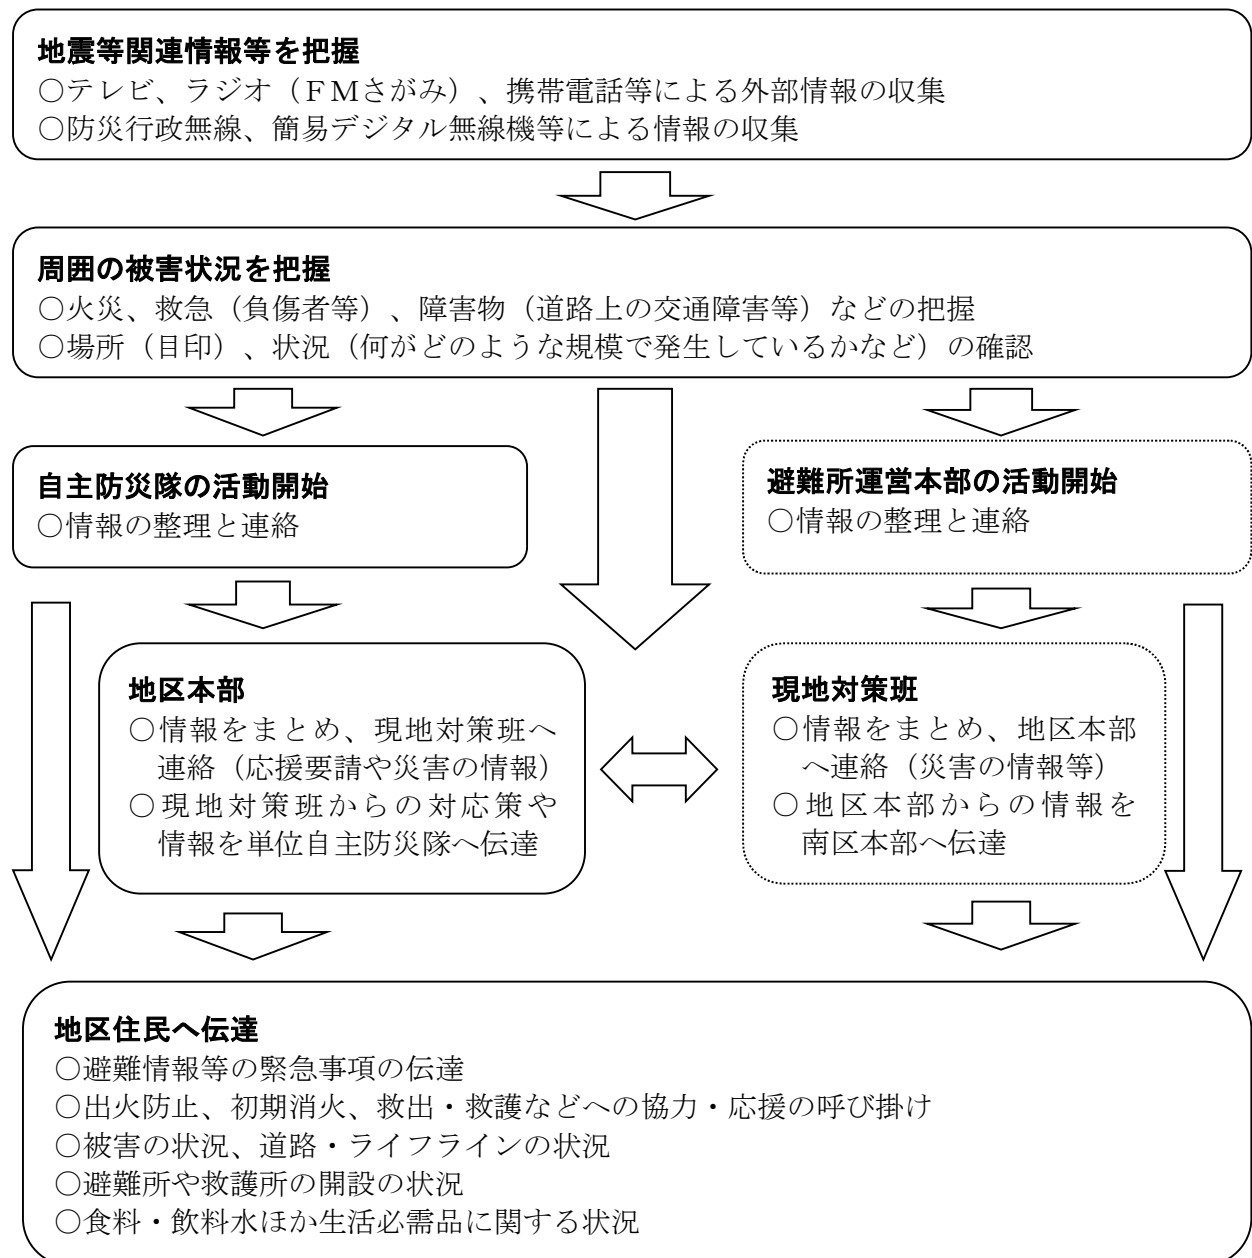 地震等関連情報等を把握
○テレビ、ラジオ（ＦＭさがみ）、携帯電話等による外部情報の収集
○防災行政無線、簡易デジタル無線機等による情報の収集
周囲の被害状況を把握
○火災、救急（負傷者等）、障害物（道路上の交通障害等）などの把握
○場所（目印）、状況（何がどのような規模で発生しているかなど）の確認
自主防災隊の活動開始
○情報の整理と連絡
避難所運営本部の活動開始
○情報の整理と連絡
地区本部
○情報をまとめ、現地対策班へ
連絡（応援要請や災害の情報）
○現地対策班からの対応策や
情報を単位自主防災隊へ伝達
現地対策班
○情報をまとめ、地区本部
へ連絡（災害の情報等）
○地区本部からの情報を
南区本部へ伝達
地区住民へ伝達
○避難情報等の緊急事項の伝達
○出火防止、初期消火、救出・救護などへの協力・応援の呼び掛け
○被害の状況、道路・ライフラインの状況
○避難所や救護所の開設の状況
○食料・飲料水ほか生活必需品に関する状況